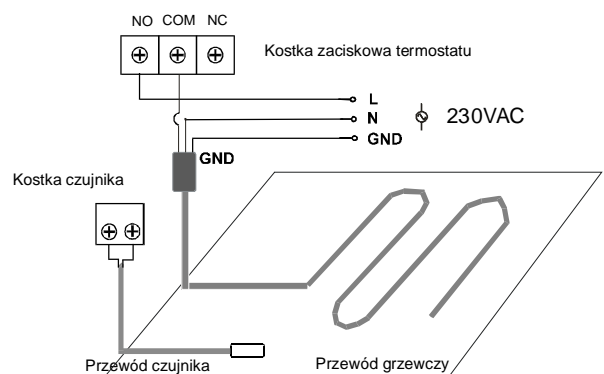 NO COM NC
Kostka zaciskowa termostatu
L
N
230VAC
GND
GND
Kostka czujnika
Przewód czujnika
Przewód grzewczy